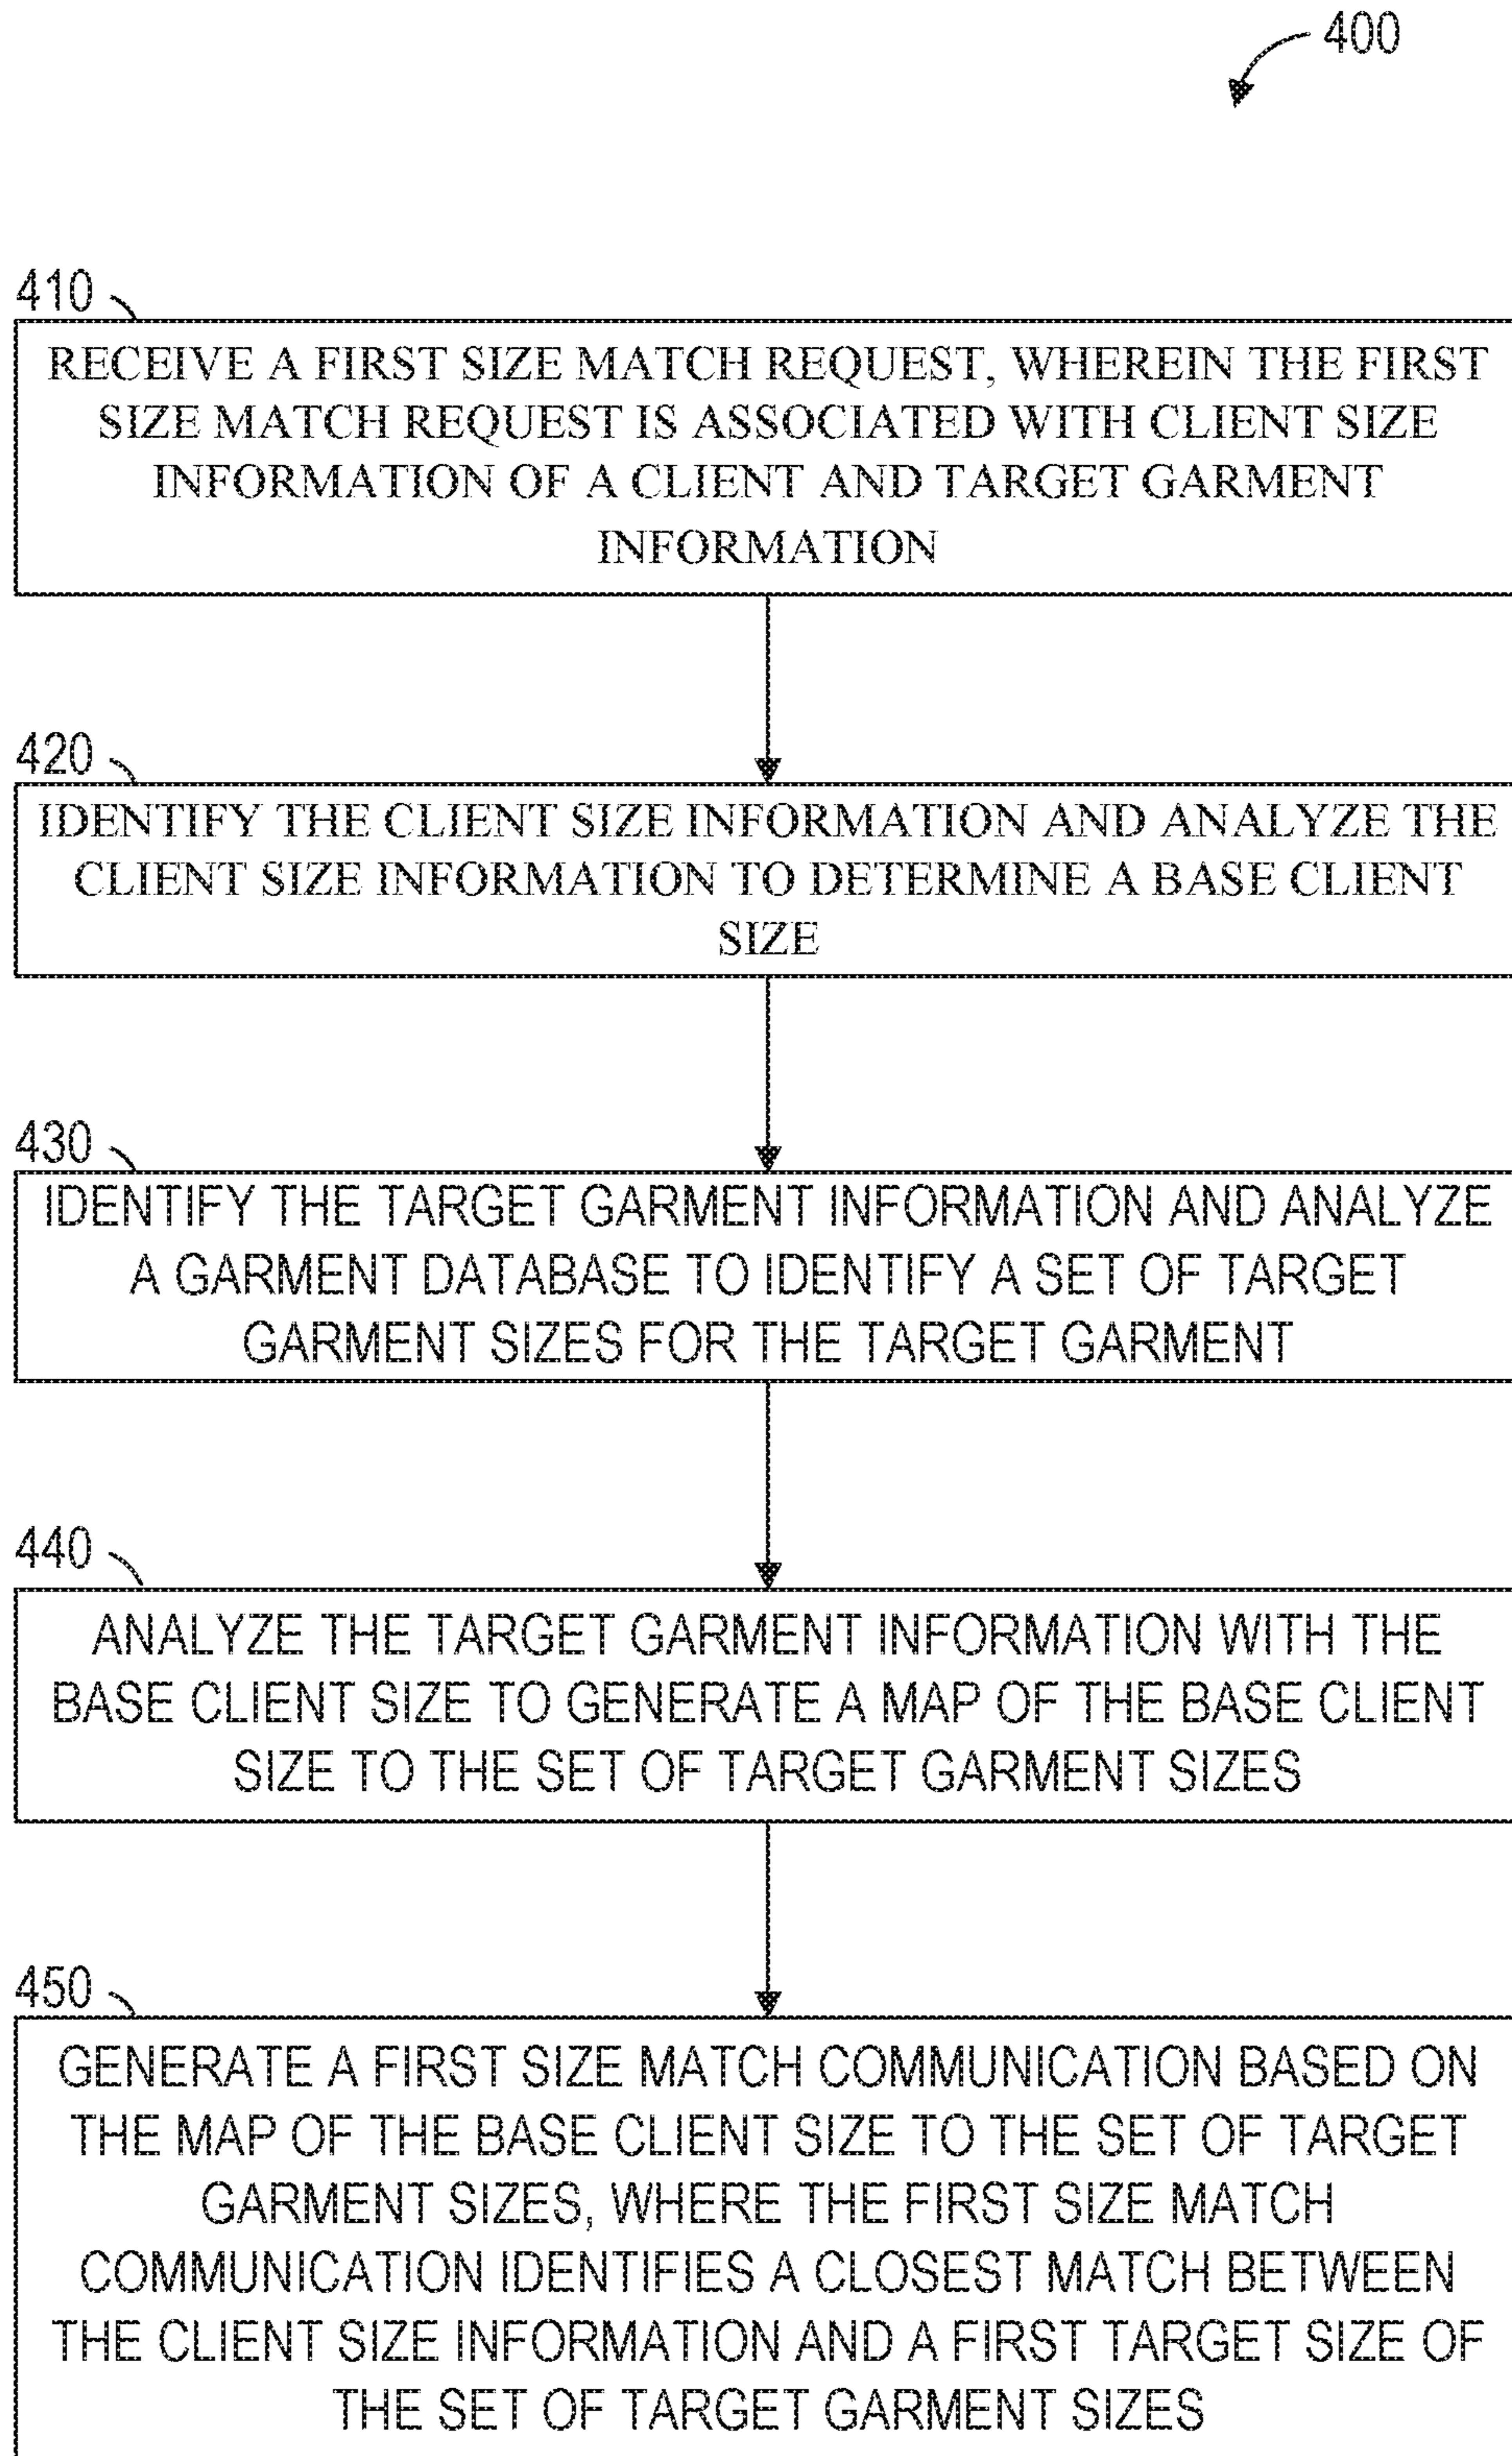 400
410
RECEIVE A FIRST SIZE MATCH REQUEST, WHEREIN THE FIRST
SIZE MATCH REQUEST IS ASSOCIATED WITH CLIENT SIZE
INFORMATION OF A CLIENT AND TARGET GARMENT
INFORMATION
420
IDENTIFY THE CLIENT SIZE INFORMATION AND ANALYZE THE
CLIENT SIZE INFORMATION TO DETERMINE A BASE CLIENT
SIZE
430
IDENTIFY THE TARGET GARMENT INFORMATION AND ANALYZE
A GARMENT DATABASE TO IDENTIFY A SET OF TARGET
GARMENT SIZES FOR THE TARGET GARMENT
440
ANALYZE THE TARGET GARMENT INFORMATION WITH THE
BASE CLIENT SIZE TO GENERATE A MAP OF THE BASE CLIENT
SIZE TO THE SET OF TARGET GARMENT SIZES
450
GENERATE A FIRST SIZE MATCH COMMUNICATION BASED ON
THE MAP OF THE BASE CLIENT SIZE TO THE SET OF TARGET
GARMENT SIZES, WHERE THE FIRST SIZE MATCH
COMMUNICATION IDENTIFIES A CLOSEST MATCH BETWEEN
THE CLIENT SIZE INFORMATION AND A FIRST TARGET SIZE OF
THE SET OF TARGET GARMENT SIZES